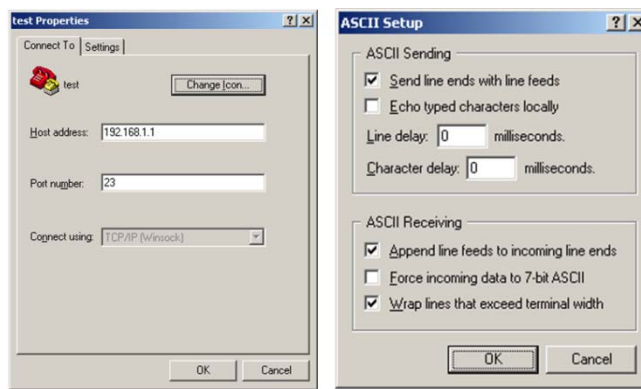 test Properties
Connect To
Settings
test
Change Icon...
Host address:
192.168.1.1
Port number:
23
Connect using:
TCP/IP (Winsock)
OK
Cancel
ASCII Setup
ASCII Sending
Send line ends with line feeds
Echo typed characters locally
Line delay: 0 milliseconds.
Character delay: 0 milliseconds.
ASCII Receiving
Append line feeds to incoming line ends
Force incoming data to 7-bit ASCII
Wrap lines that exceed terminal width
OK
Cancel